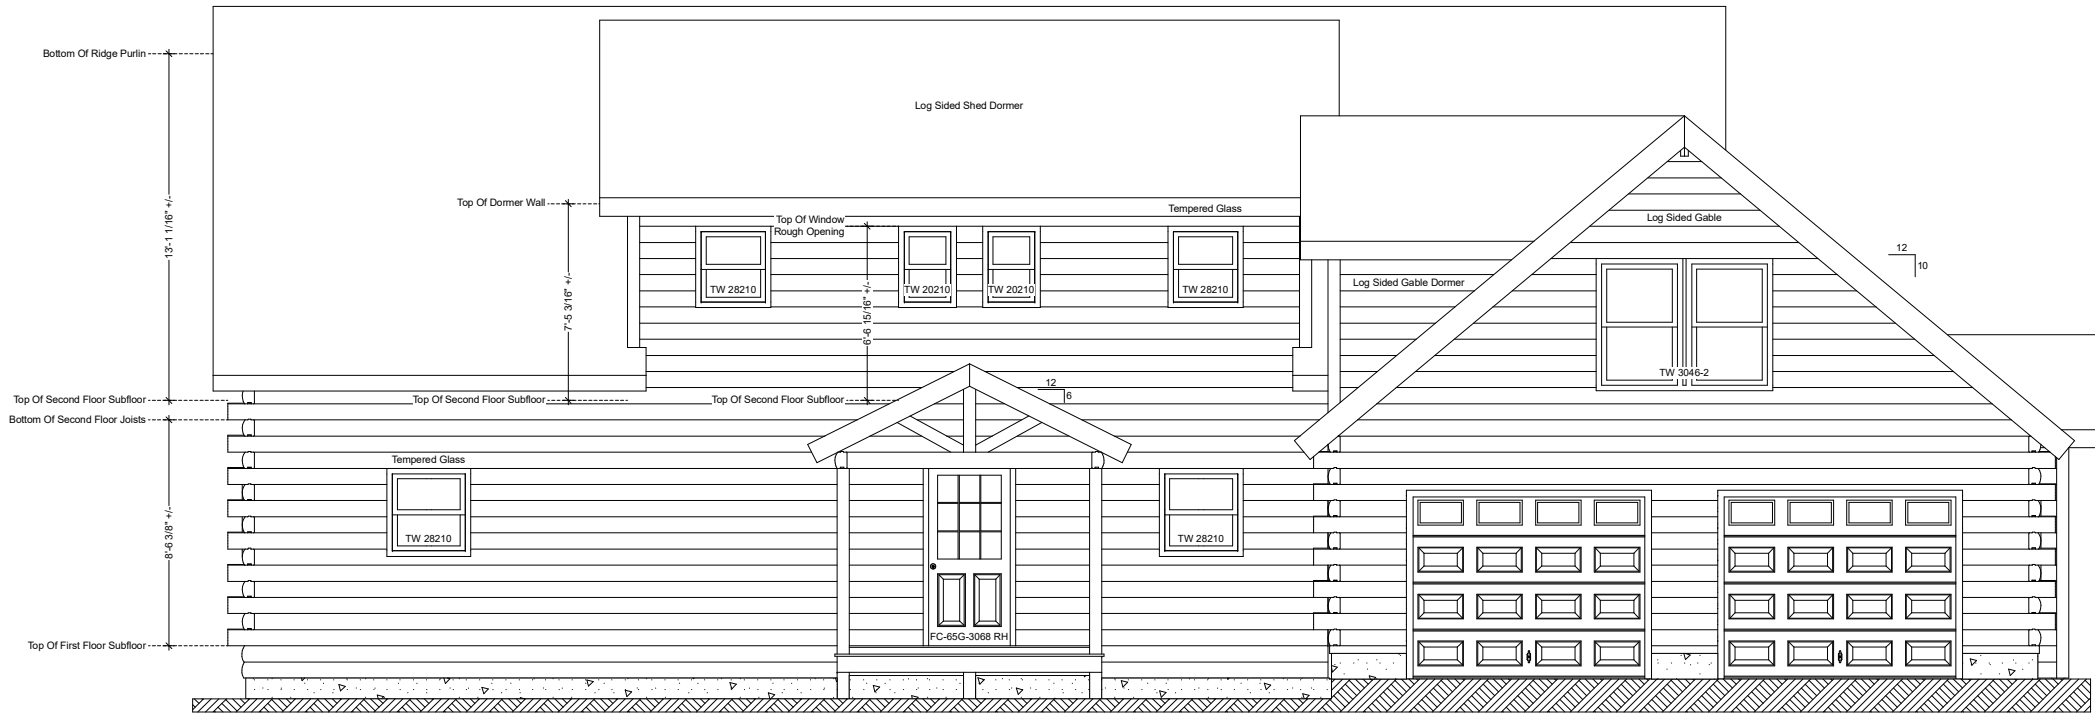 Bottom Of Ridge Purlin
Log Sided Shed Dormer
13'-1 1/16" +/-
Top Of Dormer Wall
Tempered Glass
Top Of Window
Rough Opening
Log Sided Gable
12
10
7'-5 3/16" +/-
6'-6 15/16" +/-
TW 28210
TW 20210
TW 20210
TW 28210
Log Sided Gable Dormer
TW 3046-2
12
6
Top Of Second Floor Subfloor
Top Of Second Floor Subfloor
Top Of Second Floor Subfloor
Bottom Of Second Floor Joists
Tempered Glass
8'-6 3/8" +/-
TW 28210
TW 28210
FC-65G-3068 RH
Top Of First Floor Subfloor